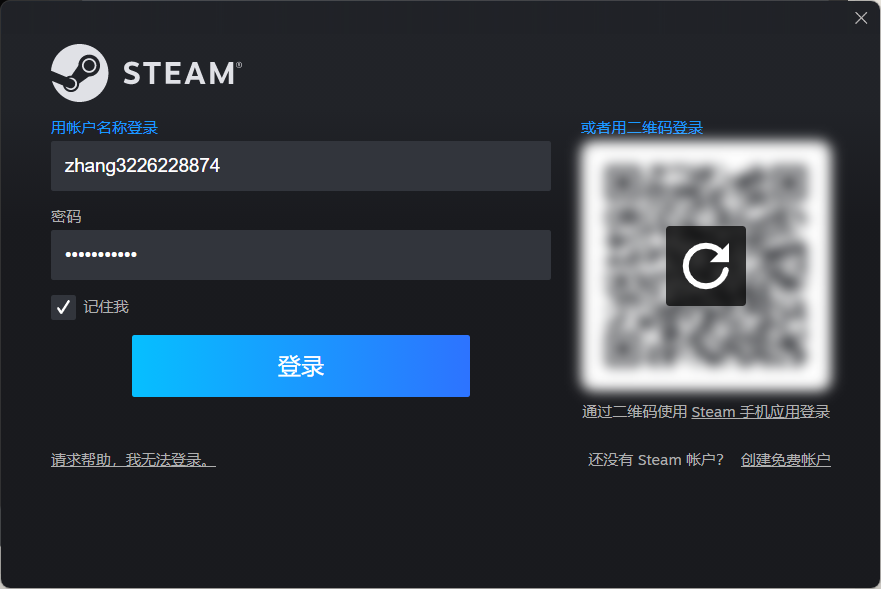 STEAM®
用帐户名称登录
zhang3226228874
密码
•••••••••••
记住我
登录
请求帮助，我无法登录。
或者用二维码登录
通过二维码使用 Steam 手机应用登录
还没有 Steam 帐户？ 创建免费帐户